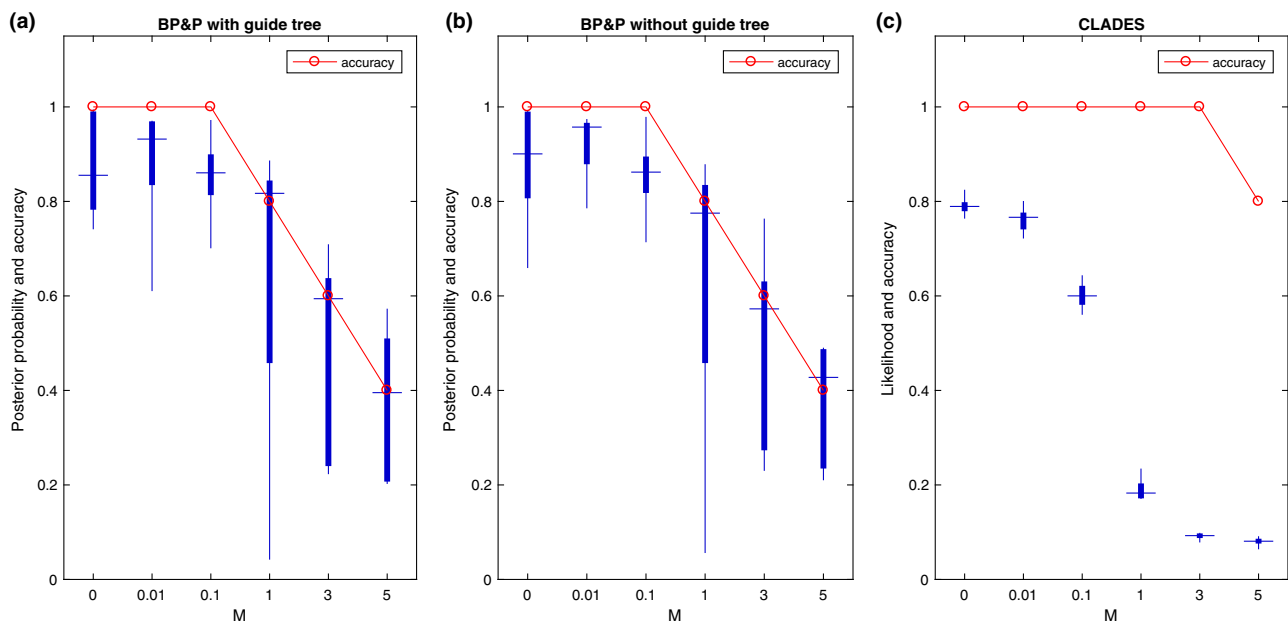 (a)
BP&P with guide tree
accuracy
1
0.8
0.6
0.4
0.2
0
Posterior probability and accuracy
0 0.01 0.1 1 3 5
M
(b)
BP&P without guide tree
accuracy
1
0.8
0.6
0.4
0.2
0
Posterior probability and accuracy
0 0.01 0.1 1 3 5
M
(c)
CLADES
accuracy
1
0.8
0.6
0.4
0.2
0
Likelihood and accuracy
0 0.01 0.1 1 3 5
M